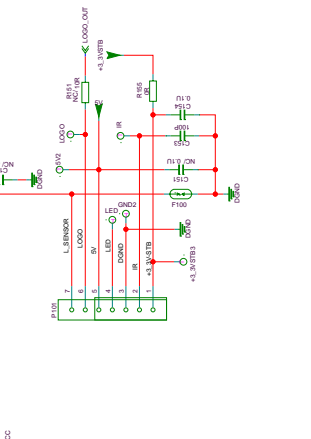 LOGO_OUT
+3_3VSTB
R151
NC/10R
5V
R155
0R
C154
0.1U
LOGO
IR
100P
C153
5V2
NC/
0.1U
C151
DGND
F100
DGND
LED
GND2
DGND
L_SENSOR
LOGO
5V
LED
DGND
IR
+3_3V-STB
+3_3VSTB3
7
6
5
4
3
2
1
P101
CC